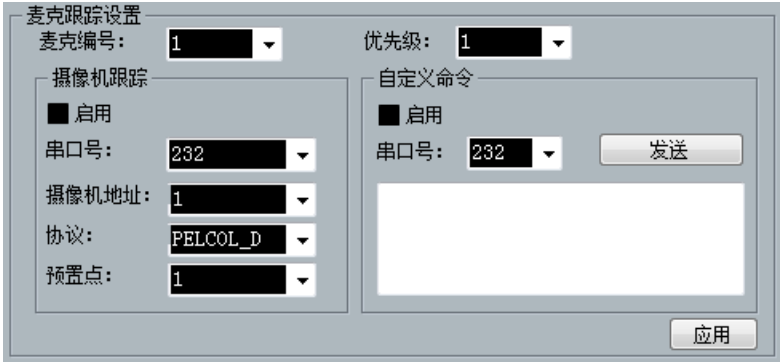 麦克跟踪设置
麦克编号： 1 优先级： 1
摄像机跟踪
启用
串口号： 232
摄像机地址： 1
协议： PELCOL_D
预置点： 1
自定义命令
启用
串口号： 232 发送
应用